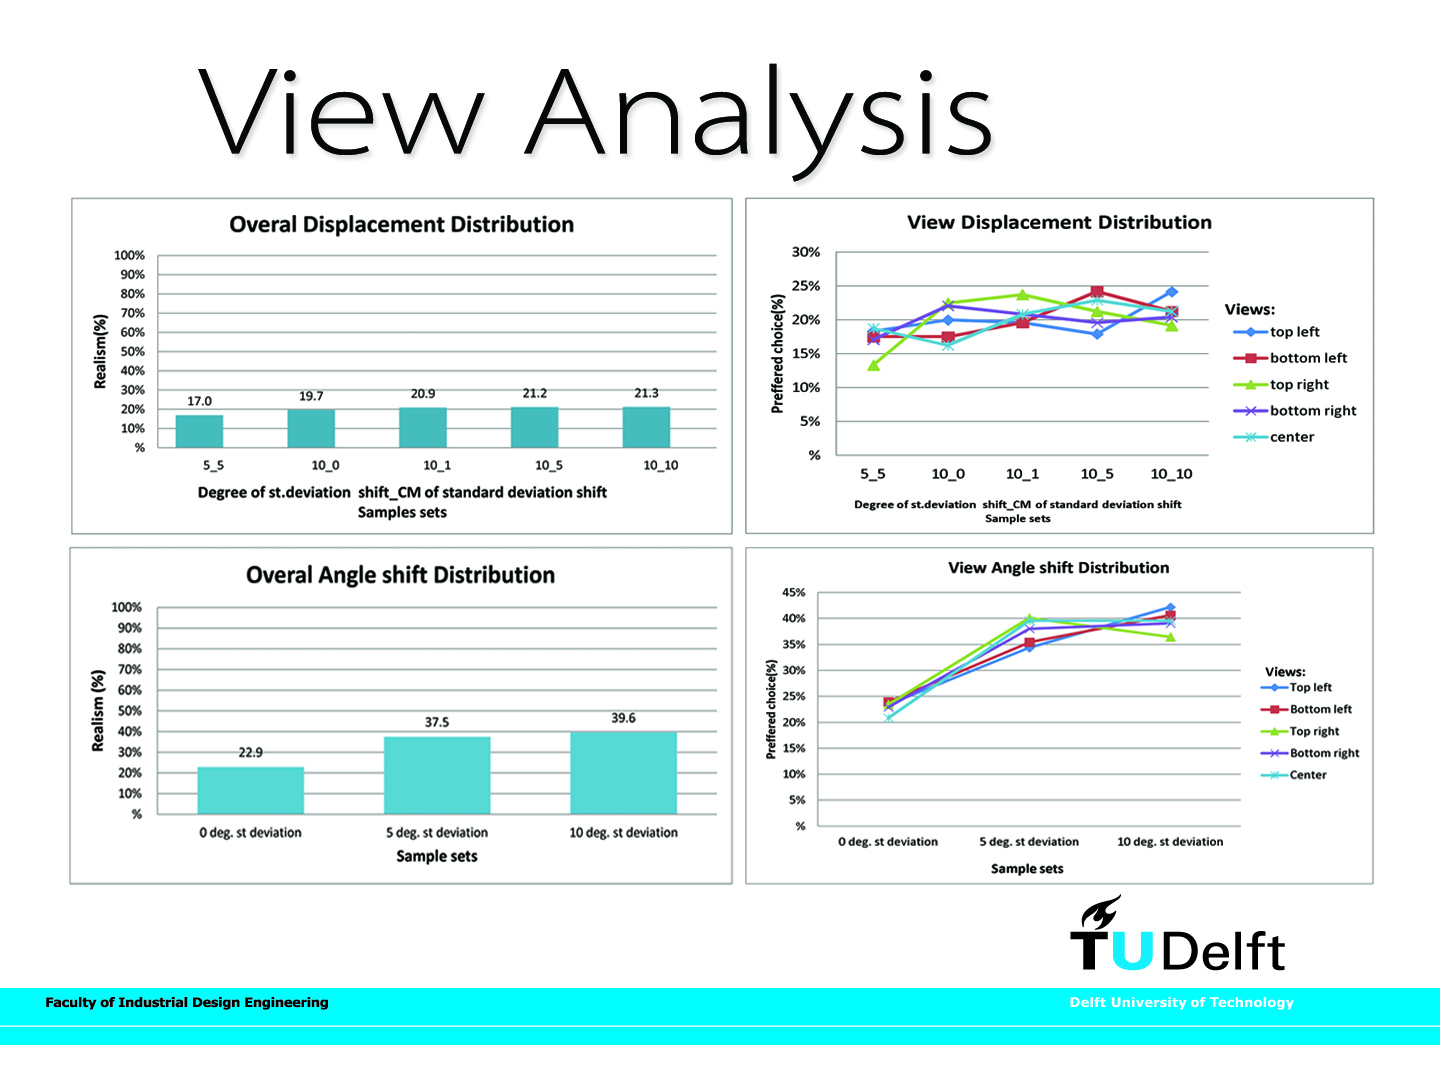 View Analysis
Overal Displacement Distribution
Realism(%)
100%
90%
80%
70%
60%
50%
40%
30%
20%
10%
%
17.0
19.7
20.9
21.2
21.3
5_5
10_0
10_1
10_5
10_10
Degree of st.deviation shift_CM of standard deviation shift
Samples sets
View Displacement Distribution
Preffered choice(%)
30%
25%
20%
15%
10%
5%
%
5_5
10_0
10_1
10_5
10_10
Degree of st.deviation shift_CM of standard deviation shift
Sample sets
Views:
top left
bottom left
top right
bottom right
center
Overal Angle shift Distribution
Realism (%)
100%
90%
80%
70%
60%
50%
40%
30%
20%
10%
%
22.9
37.5
39.6
0 deg. st deviation
5 deg. st deviation
10 deg. st deviation
Sample sets
View Angle shift Distribution
Preffered choice(%)
45%
40%
35%
30%
25%
20%
15%
10%
5%
%
0 deg. st deviation
5 deg. st deviation
10 deg. st deviation
Sample sets
Views:
Top left
Bottom left
Top right
Bottom right
Center
TU Delft
Faculty of Industrial Design Engineering
Delft University of Technology